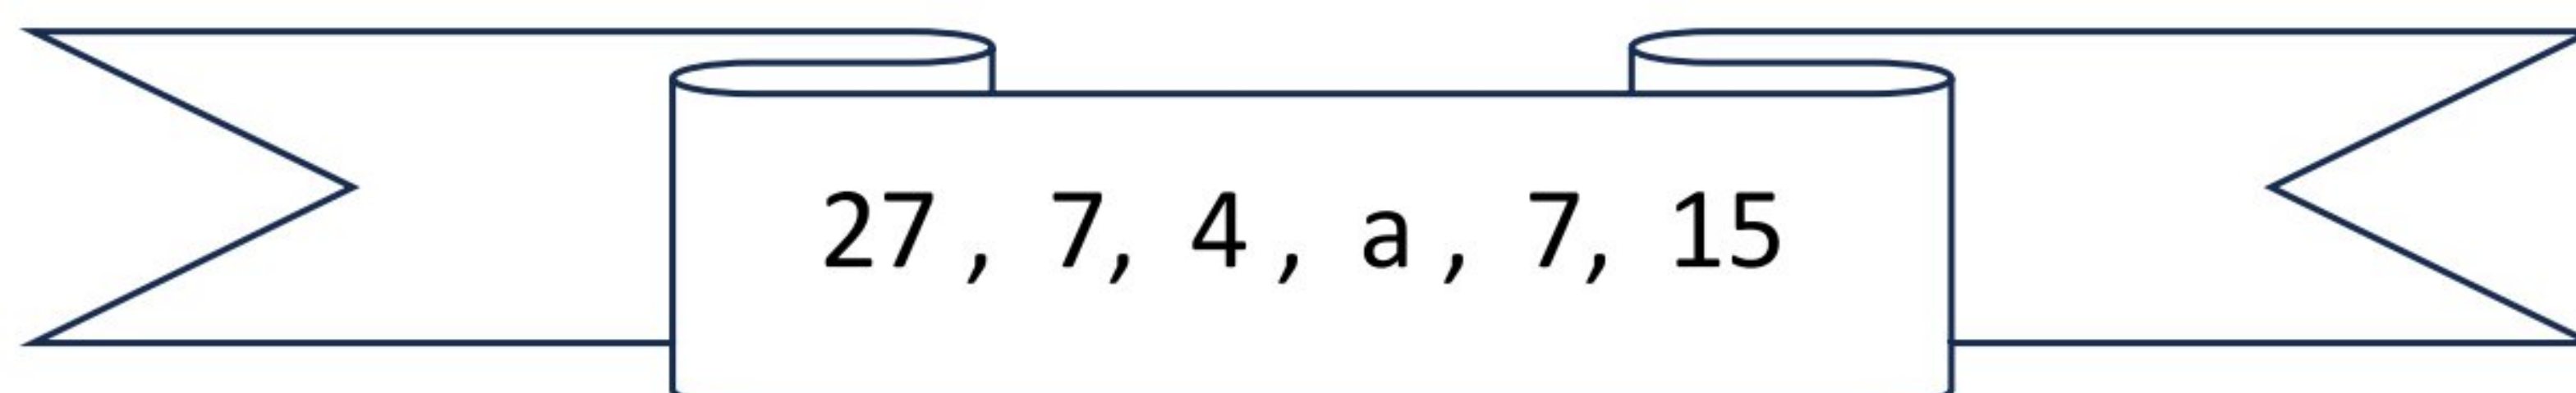 27 , 7, 4 , a , 7, 15